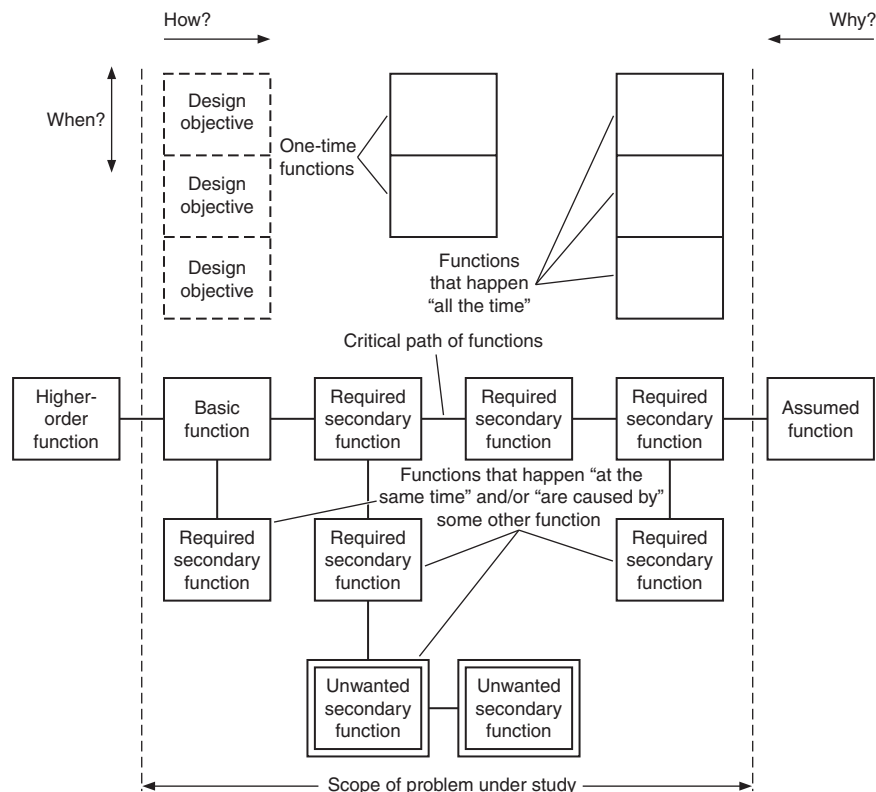 How?
Why?
When?
Design
objective
Design
objective
Design
objective
One-time
functions
Functions
that happen
“all the time”
Critical path of functions
Higher-
order
function
Basic
function
Required
secondary
function
Required
secondary
function
Required
secondary
function
Assumed
function
Functions that happen “at the
same time” and/or “are caused by”
some other function
Required
secondary
function
Required
secondary
function
Required
secondary
function
Unwanted
secondary
function
Unwanted
secondary
function
Scope of problem under study